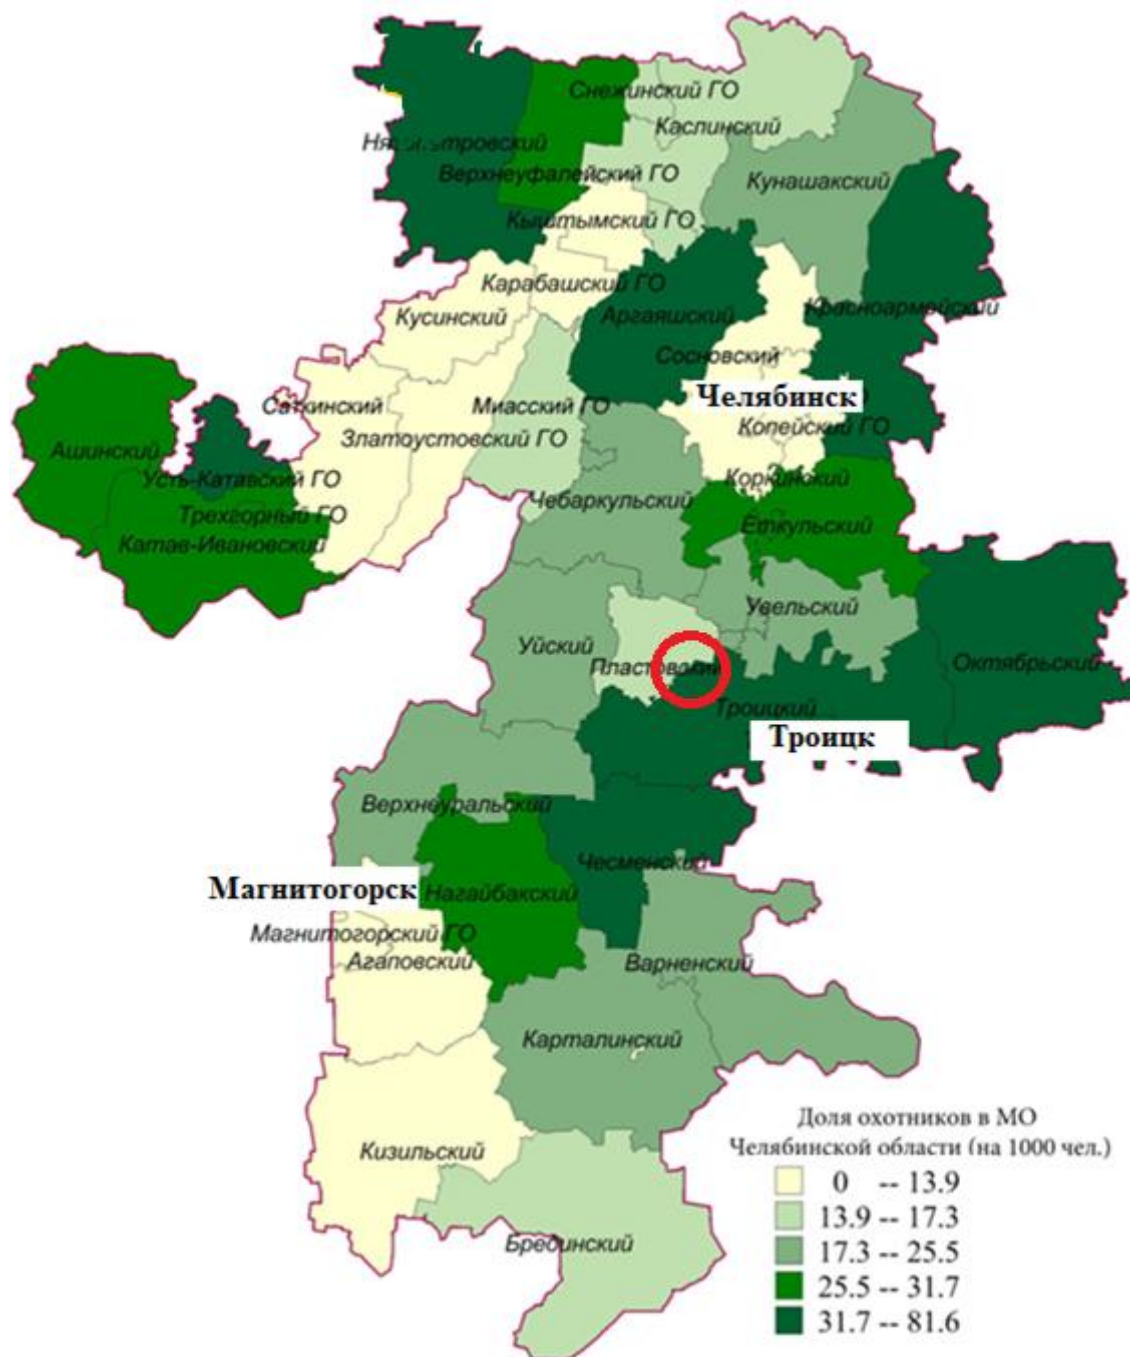 Снежинский ГО
Каслинский
Верхнеуфалейский ГО
Кунашакский
Кыштымский ГО
Карабашский ГО
Кусинский
Аргаяшский
Красноармейский
Сосновский
Челябинск
Саткинский
Миасский ГО
Копейский ГО
Златоустовский ГО
Ашинский
Усть-Катавский ГО
Коркинский
Чебаркульский
Трехгорный ГО
Еткульский
Катав-Ивановский
Увельский
Уйский
Пластовский
Октябрьский
Троицкий
Троицк
Верхнеуральский
Чесменский
Магнитогорск
Нагайбакский
Магнитогорский ГО
Агаповский
Варненский
Карталинский
Кизильский
Брединский
Доля охотников в МО
Челябинской области (на 1000 чел.)
0 -- 13.9
13.9 -- 17.3
17.3 -- 25.5
25.5 -- 31.7
31.7 -- 81.6